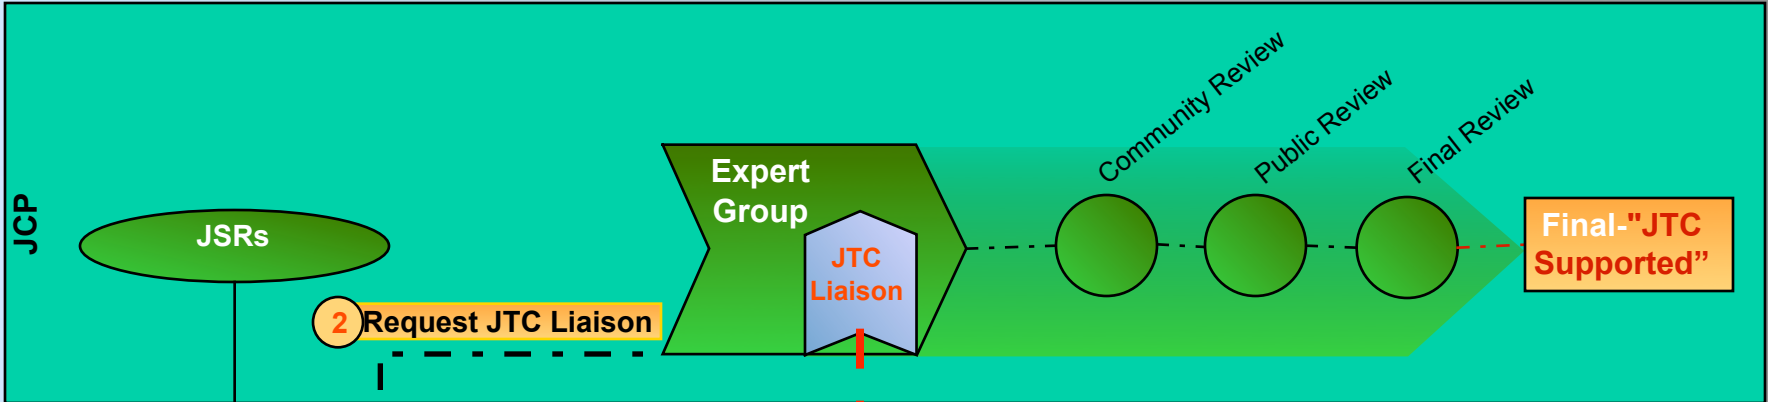 JCP
JSRs
2 Request JTC Liaison
Expert
Group
JTC
Liaison
Community Review
Public Review
Final Review
Final-"JTC
Supported”